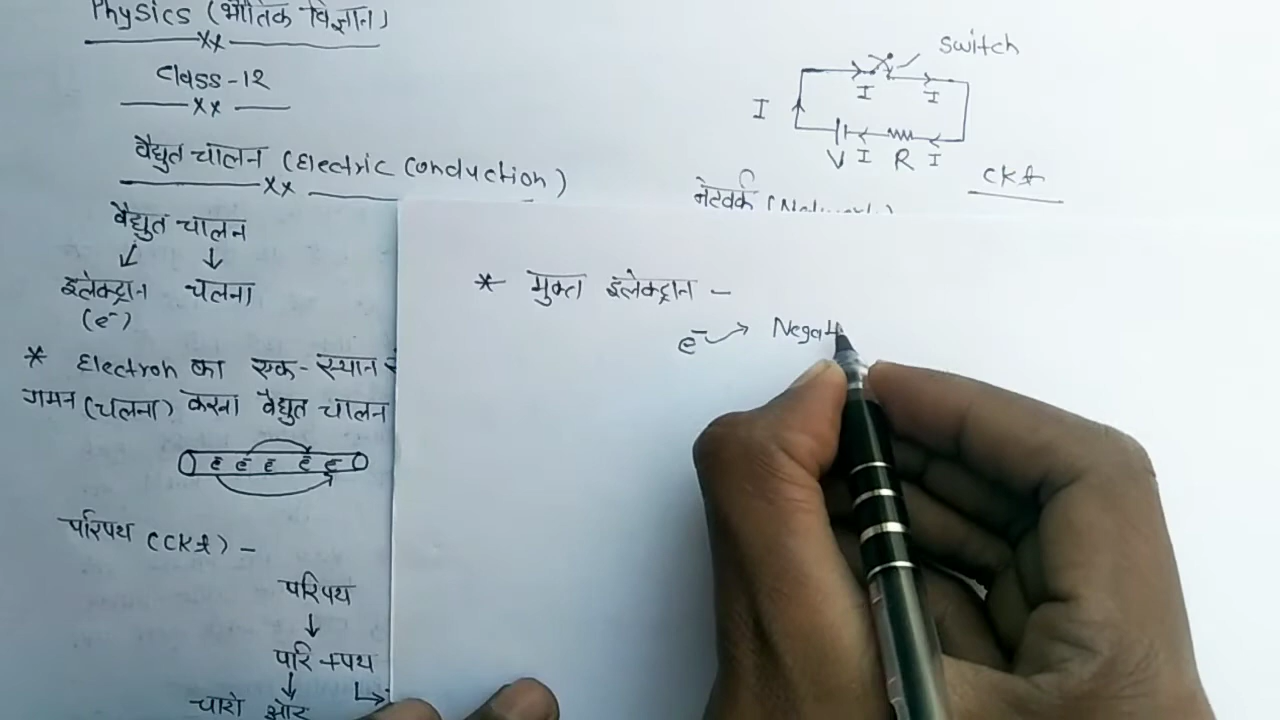 Physics (भौतिक विज्ञान)
Class-12
वैद्युत चालन (Electric Conduction)
वैद्युत चालन
इलेक्ट्रान चलना
(e⁻)
* Electron का एक-स्थान
गमन (चलना) करना वैद्युत चालन
e⁻ e⁻ e⁻ e⁻ e⁻
परिपथ (CKt) -
परिपथ
परि + पथ
चारो ओर
Switch
I I
I
V I R I
CKt
नेटवर्क (Network)
* मुक्त इलेक्ट्रान -
e⁻ → Negat